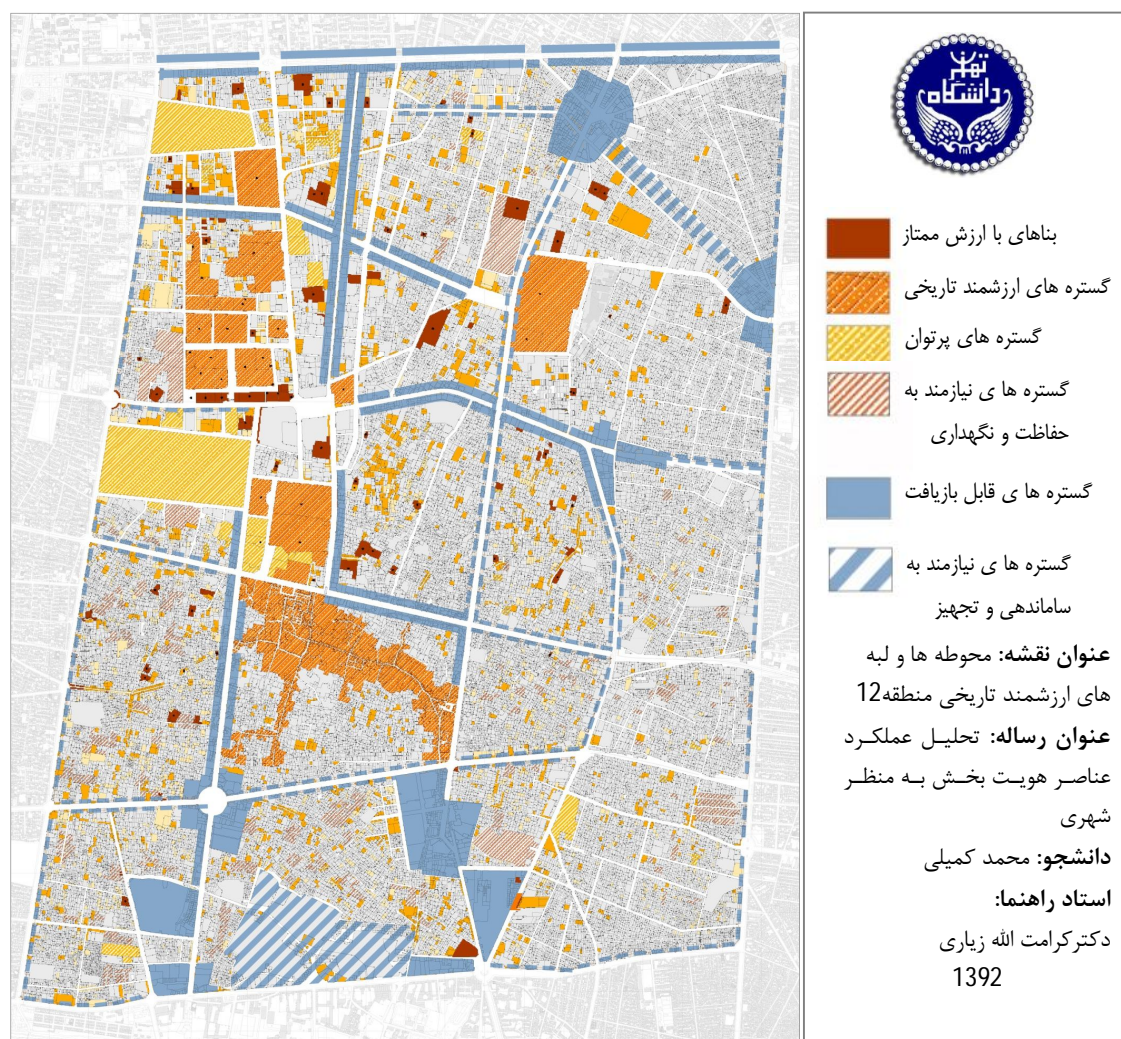 دانشگاه
تهران
بناهای با ارزش ممتاز
گستره های ارزشمند تاریخی
گستره های پرتوان
گستره ها ی نیازمند به
حفاظت و نگهداری
گستره ها ی قابل بازیافت
گستره ها ی نیازمند به
ساماندهی و تجهیز
عنوان نقشه: محوطه ها و لبه
های ارزشمند تاریخی منطقه12
عنوان رساله: تحلیل عملکرد
عناصر هویت بخش به منظر
شهری
دانشجو: محمد کمیلی
استاد راهنما:
دکترکرامت الله زیاری
1392